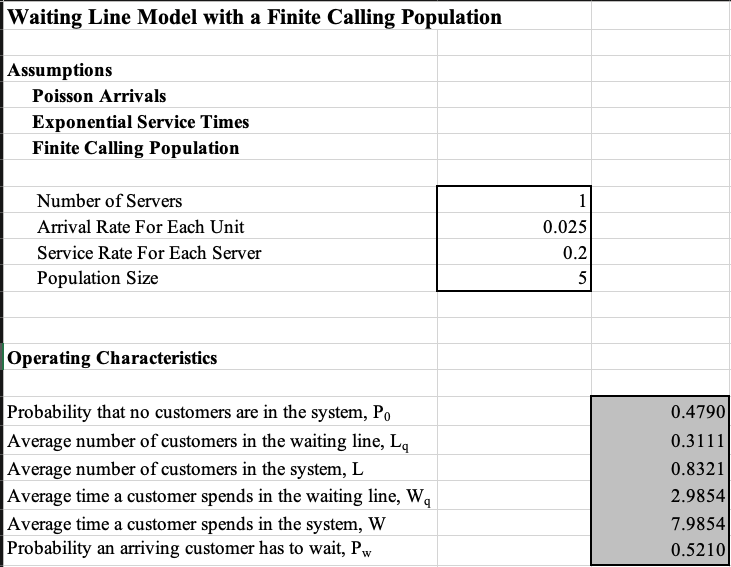 Waiting Line Model with a Finite Calling Population
Assumptions
Poisson Arrivals
Exponential Service Times
Finite Calling Population
Number of Servers 1
Arrival Rate For Each Unit 0.025
Service Rate For Each Server 0.2
Population Size 5
Operating Characteristics
Probability that no customers are in the system, P₀ 0.4790
Average number of customers in the waiting line, Lq 0.3111
Average number of customers in the system, L 0.8321
Average time a customer spends in the waiting line, Wq 2.9854
Average time a customer spends in the system, W 7.9854
Probability an arriving customer has to wait, Pw 0.5210